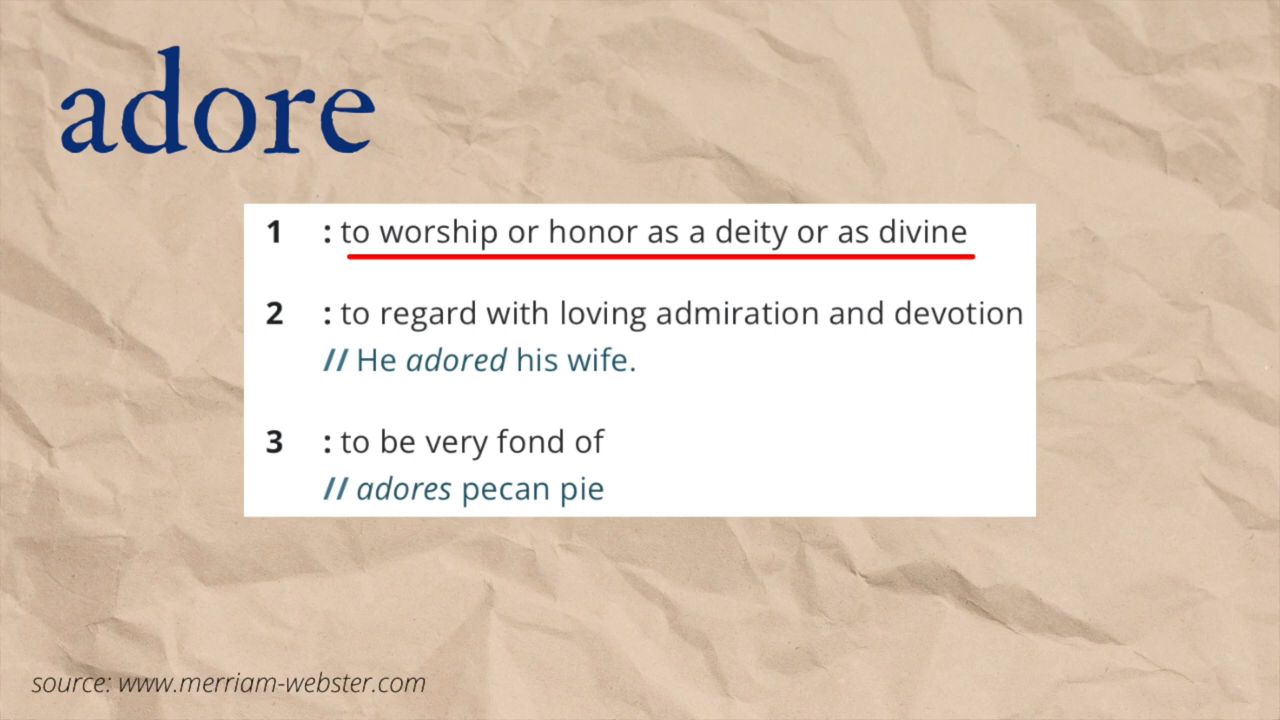 adore
1 : to worship or honor as a deity or as divine
2 : to regard with loving admiration and devotion
// He adored his wife.
3 : to be very fond of
// adores pecan pie
source: www.merriam-webster.com